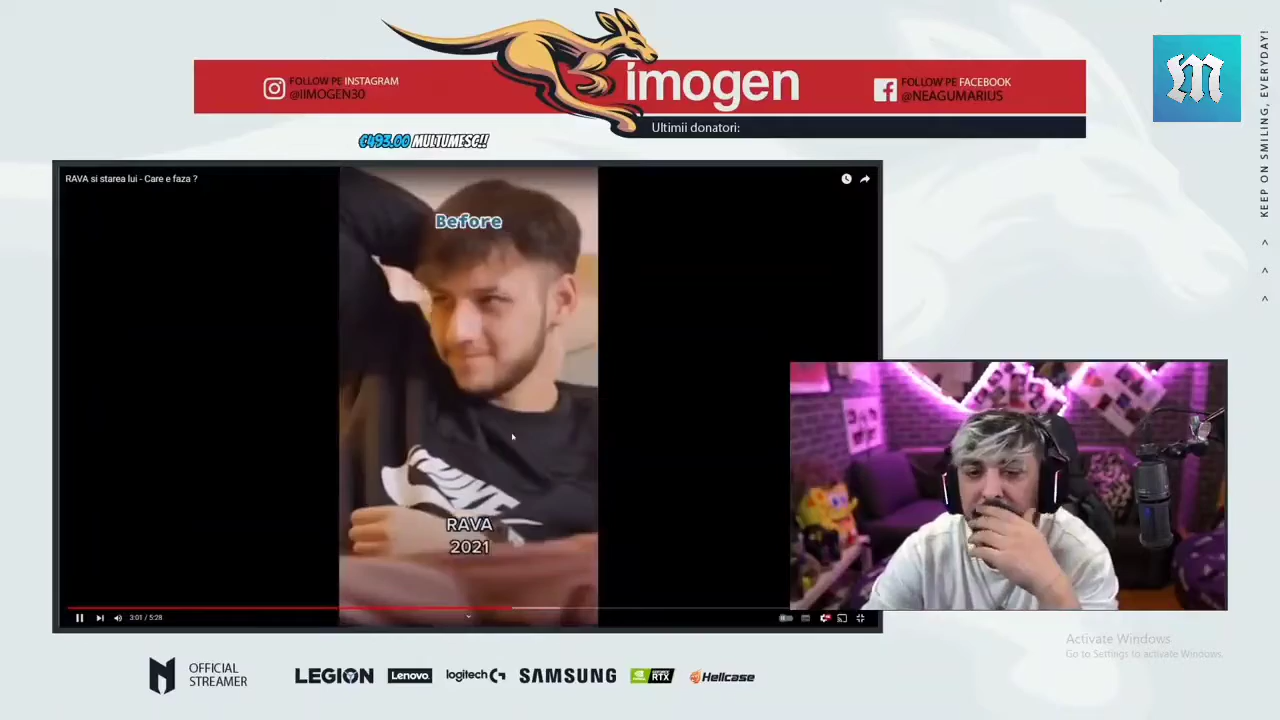 FOLLOW PE INSTAGRAM
@IIMOGEN30
imogen
FOLLOW PE FACEBOOK
@NEAGUMARIUS
Ultimii donatori:
€493.00 MULTUMESC!!
M
KEEP ON SMILING, EVERYDAY!
RAVA si starea lui - Care e faza ?
Before
NIKE
RAVA
2021
3:01 / 5:28
Activate Windows
Go to Settings to activate Windows.
OFFICIAL
STREAMER
LEGION
Lenovo.
logitech G
SAMSUNG
RTX
Hellcase